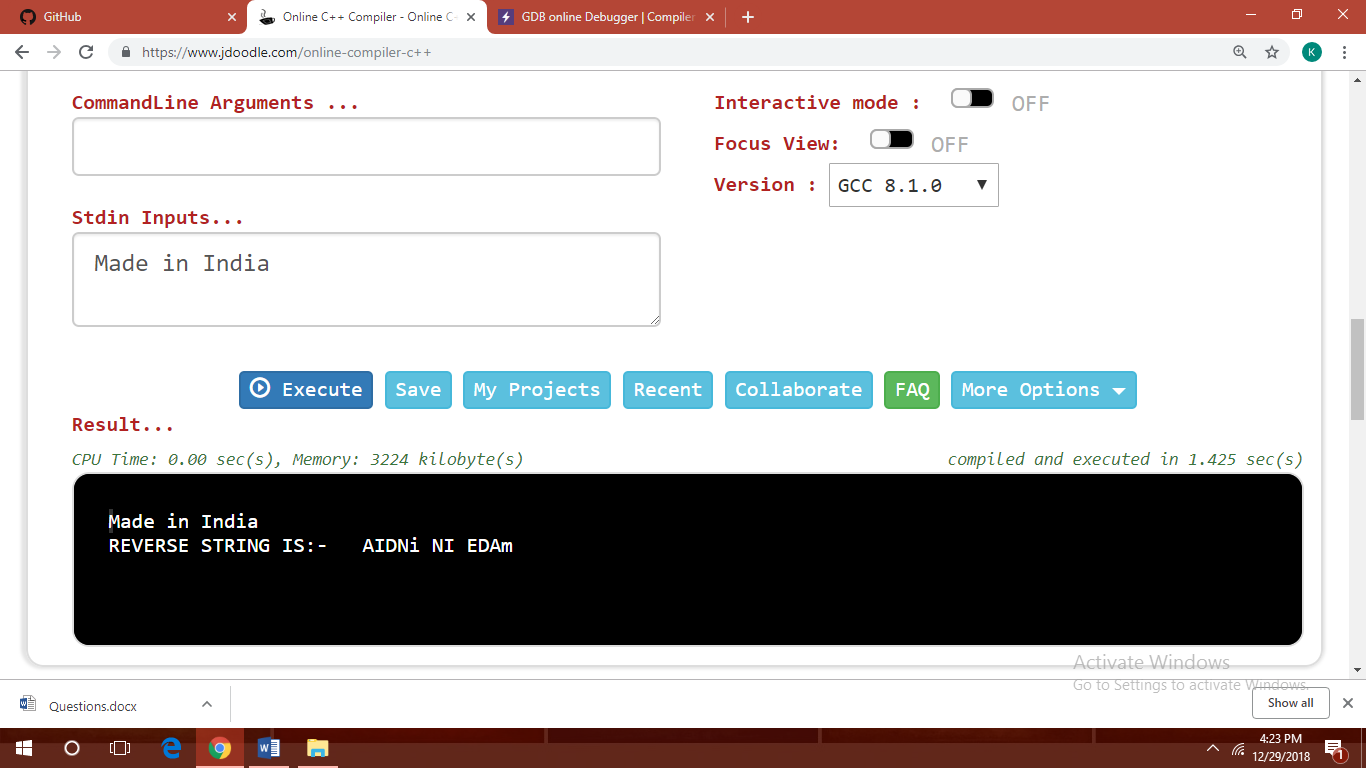 GitHub
Online C++ Compiler - Online C
GDB online Debugger | Compiler
https://www.jdoodle.com/online-compiler-c++
K
CommandLine Arguments ...
Interactive mode : OFF
Focus View: OFF
Version : GCC 8.1.0
Stdin Inputs...
Made in India
Execute Save My Projects Recent Collaborate FAQ More Options
Result...
CPU Time: 0.00 sec(s), Memory: 3224 kilobyte(s) compiled and executed in 1.425 sec(s)
Made in India
REVERSE STRING IS:-   AIDNi NI EDAm
Activate Windows
Go to Settings to activate Windows.
Questions.docx
Show all
4:23 PM
12/29/2018
1